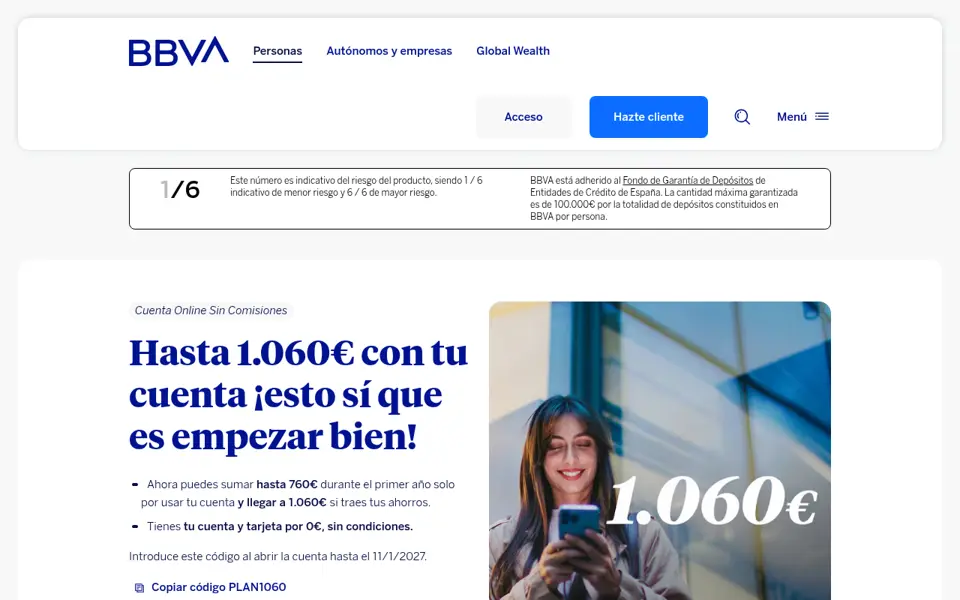 BBVA
Personas
Autónomos y empresas
Global Wealth
Acceso
Hazte cliente
Menú
1/6
Este número es indicativo del riesgo del producto, siendo 1 / 6
indicativo de menor riesgo y 6 / 6 de mayor riesgo.
BBVA está adherido al Fondo de Garantía de Depósitos de
Entidades de Crédito de España. La cantidad máxima garantizada
es de 100.000€ por la totalidad de depósitos constituidos en
BBVA por persona.
Cuenta Online Sin Comisiones
Hasta 1.060€ con tu
cuenta ¡esto sí que
es empezar bien!
Ahora puedes sumar hasta 760€ durante el primer año solo
por usar tu cuenta y llegar a 1.060€ si traes tus ahorros.
Tienes tu cuenta y tarjeta por 0€, sin condiciones.
Introduce este código al abrir la cuenta hasta el 11/1/2027.
Copiar código PLAN1060
1.060€